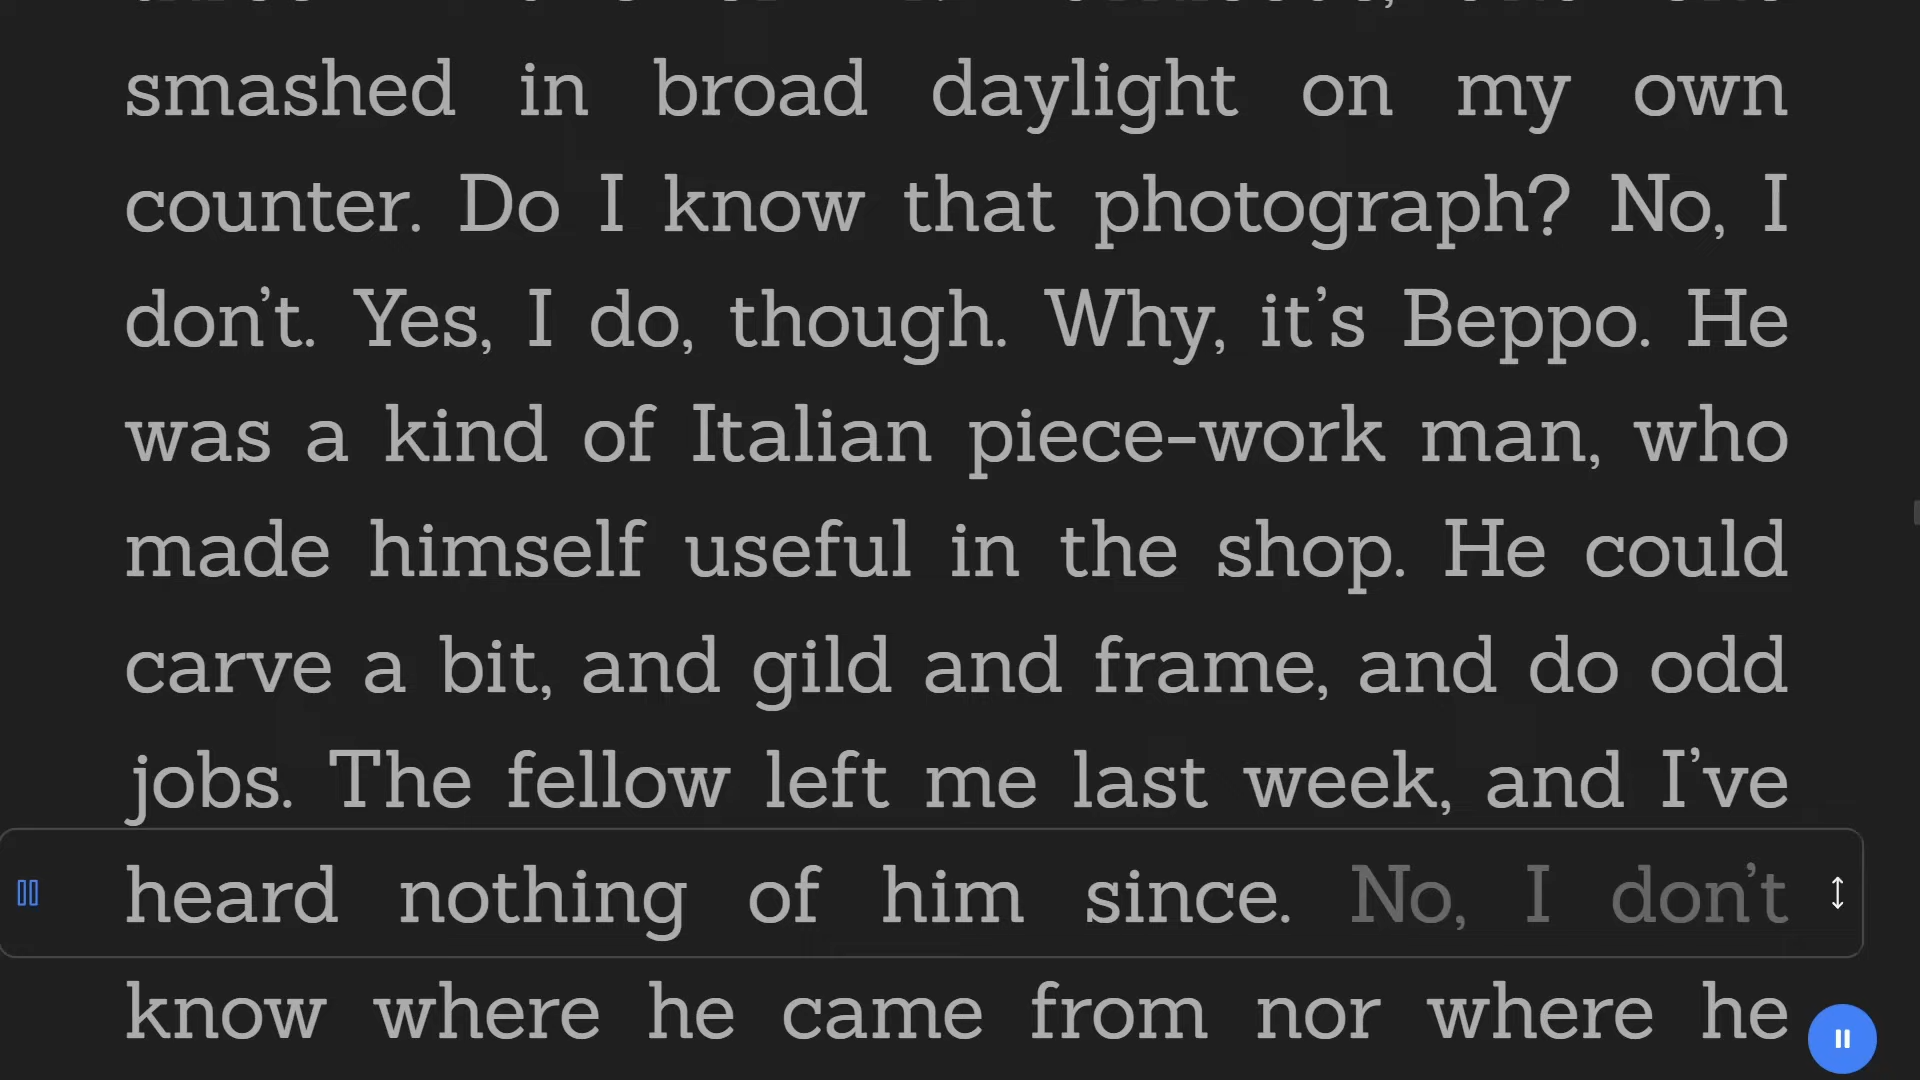 smashed in broad daylight on my own
counter. Do I know that photograph? No, I
don’t. Yes, I do, though. Why, it’s Beppo. He
was a kind of Italian piece-work man, who
made himself useful in the shop. He could
carve a bit, and gild and frame, and do odd
jobs. The fellow left me last week, and I’ve
heard nothing of him since. No, I don’t
know where he came from nor where he